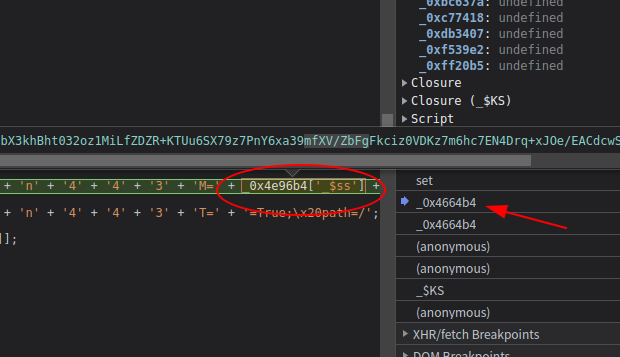 _0xbc637a: undefined
_0xc77418: undefined
_0xdb3407: undefined
_0xf539e2: undefined
_0xff20b5: undefined
Closure
Closure (_$KS)
Script
bX3khBht032oz1MiLfZDZR+KTUu6SX79z7PnY6xa39mfXV/ZbFgFkciz0VDKz7m6hc7EN4Drq+xJOe/EACdcwS
+ 'n' + '4' + '4' + '3' + 'M=' + _0x4e96b4['_$ss'] +
+ 'n' + '4' + '4' + '3' + 'T=' + '=True;\x20path=/';
]];
set
_0x4664b4
_0x4664b4
(anonymous)
(anonymous)
_$KS
(anonymous)
XHR/fetch Breakpoints
DOM Breakpoints